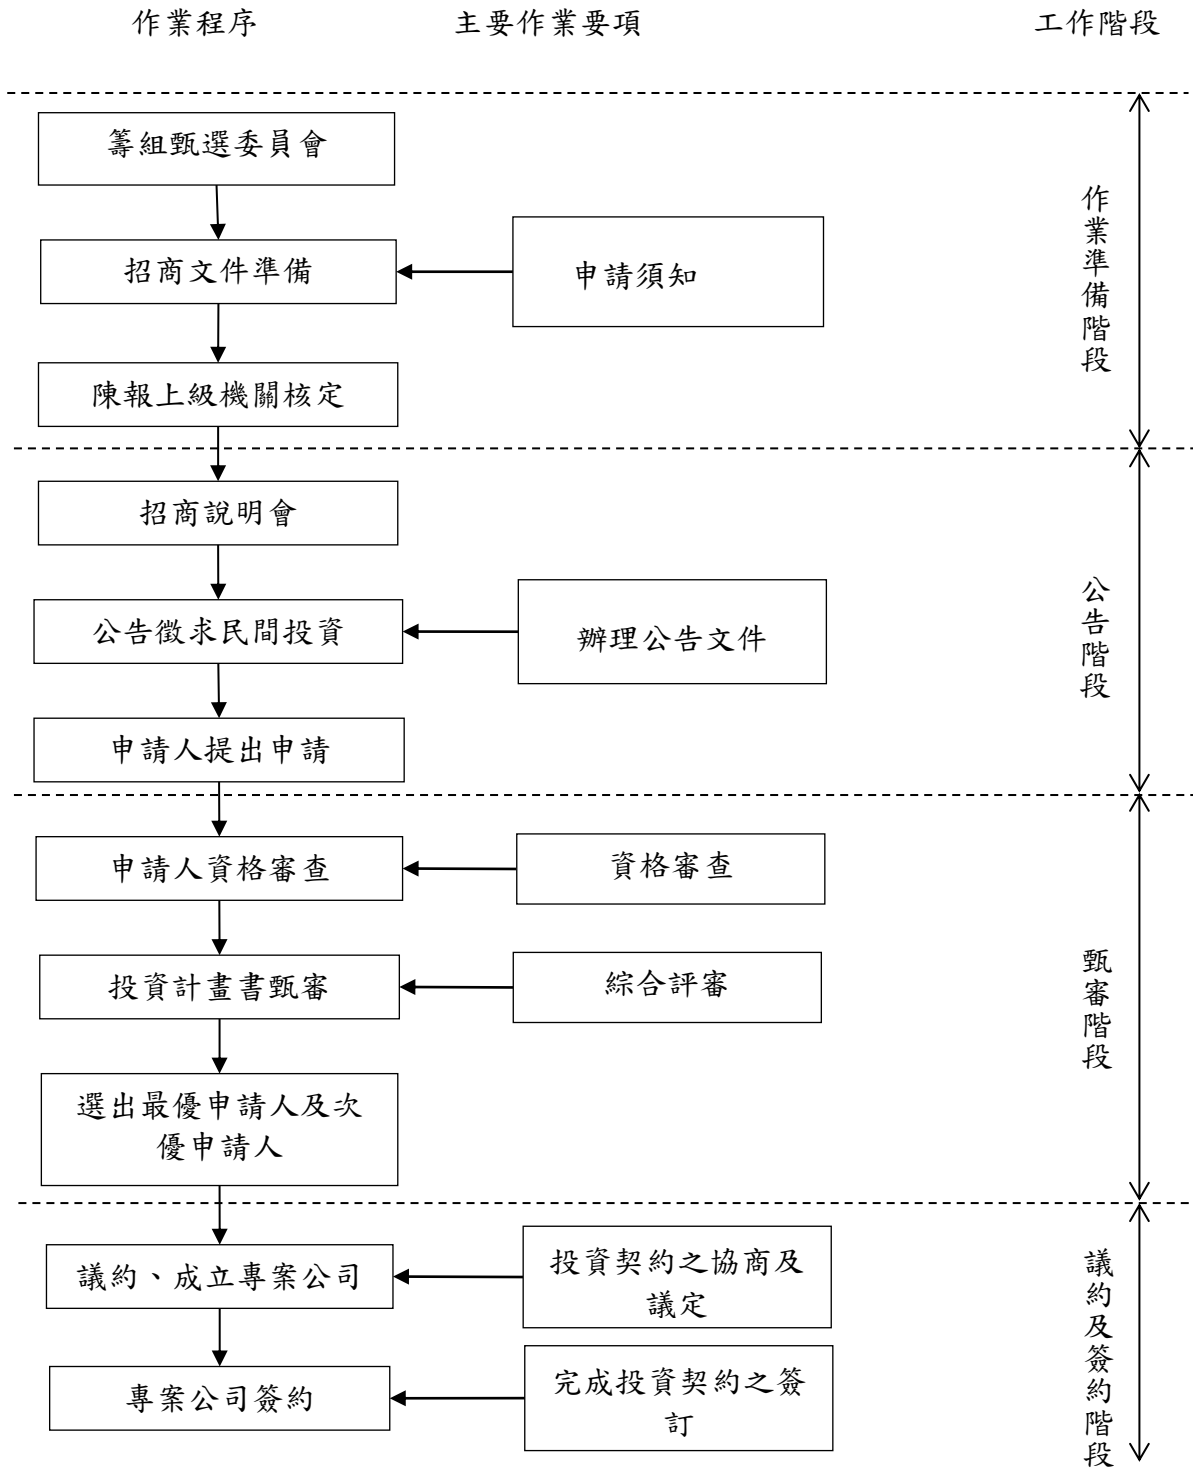 作業程序 主要作業要項 工作階段
籌組甄選委員會
招商文件準備
申請須知
陳報上級機關核定
作業準備階段
招商說明會
公告徵求民間投資
辦理公告文件
申請人提出申請
公告階段
申請人資格審查
資格審查
投資計畫書甄審
綜合評審
選出最優申請人及次
優申請人
甄審階段
議約、成立專案公司
投資契約之協商及
議定
專案公司簽約
完成投資契約之簽
訂
議約及簽約階段